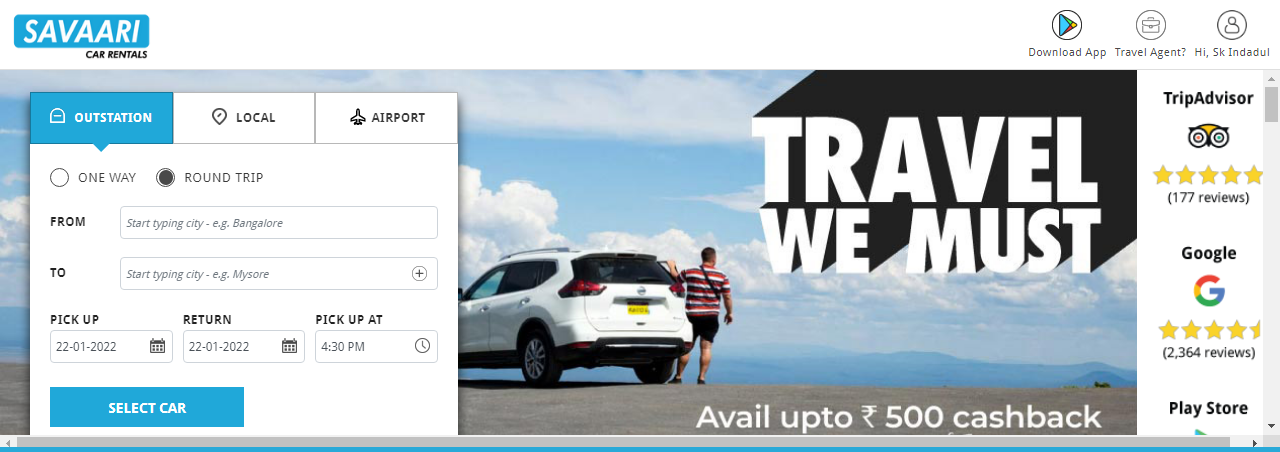 SAVAARI
CAR RENTALS
Download App
Travel Agent?
Hi, Sk Indadul
OUTSTATION
LOCAL
AIRPORT
ONE WAY
ROUND TRIP
FROM
Start typing city - e.g. Bangalore
TO
Start typing city - e.g. Mysore
PICK UP
RETURN
PICK UP AT
22-01-2022
22-01-2022
4:30 PM
SELECT CAR
TRAVEL
WE MUST
Avail upto ₹ 500 cashback
TripAdvisor
(177 reviews)
Google
(2,364 reviews)
Play Store